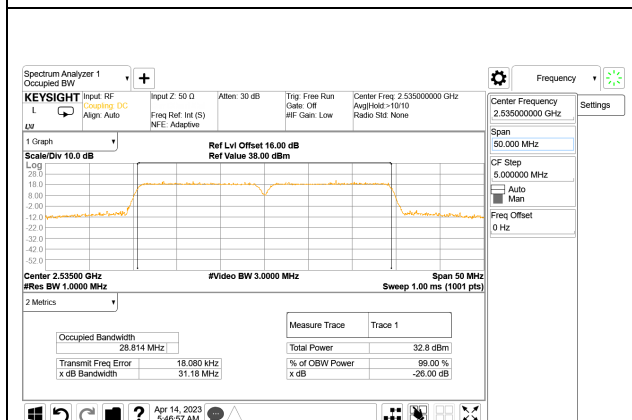 Spectrum Analyzer 1
Occupied BW
+
Frequency
KEYSIGHT
L
Input: RF
Coupling: DC
Align: Auto
Input Z: 50 Ω
Freq Ref: Int (S)
NFE: Adaptive
Atten: 30 dB
Trig: Free Run
Gate: Off
#IF Gain: Low
Center Freq: 2.535000000 GHz
Avg|Hold:>10/10
Radio Std: None
Center Frequency
2.535000000 GHz
Settings
Span
50.000 MHz
CF Step
5.000000 MHz
Auto
Man
Freq Offset
0 Hz
1 Graph
Scale/Div 10.0 dB
Ref Lvl Offset 16.00 dB
Ref Value 38.00 dBm
Log
28.0
18.0
8.00
-2.00
-12.0
-22.0
-32.0
-42.0
-52.0
Center 2.53500 GHz
#Video BW 3.0000 MHz
Span 50 MHz
#Res BW 1.0000 MHz
Sweep 1.00 ms (1001 pts)
2 Metrics
Measure Trace Trace 1
Occupied Bandwidth
28.814 MHz
Total Power 32.8 dBm
Transmit Freq Error 18.080 kHz
% of OBW Power 99.00 %
x dB Bandwidth 31.18 MHz
x dB -26.00 dB
?
Apr 14, 2023
5:46:57 AM